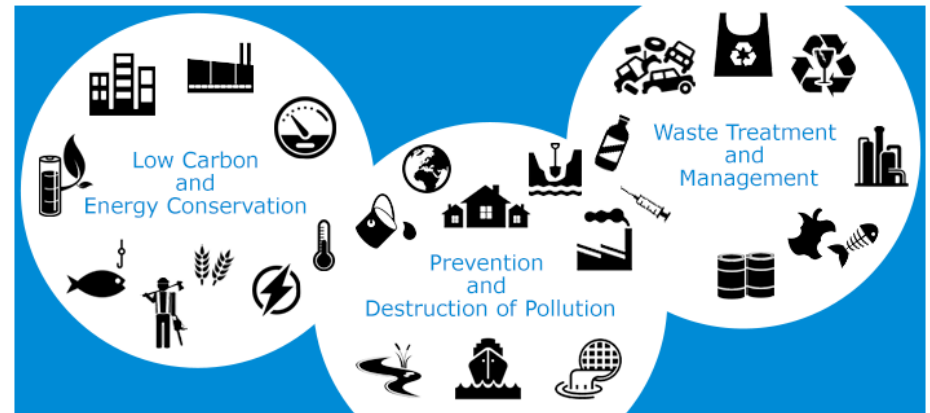 Low Carbon
and
Energy Conservation
Prevention
and
Destruction of Pollution
Waste Treatment
and
Management